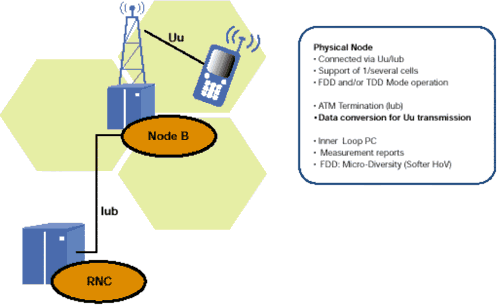 Uu
Node B
Iub
RNC
Physical Node
• Connected via Uu/Iub
• Support of 1/several cells
• FDD and/or TDD Mode operation
• ATM Termination (Iub)
• Data conversion for Uu transmission
• Inner Loop PC
• Measurement reports
• FDD: Micro-Diversity (Softer HoV)